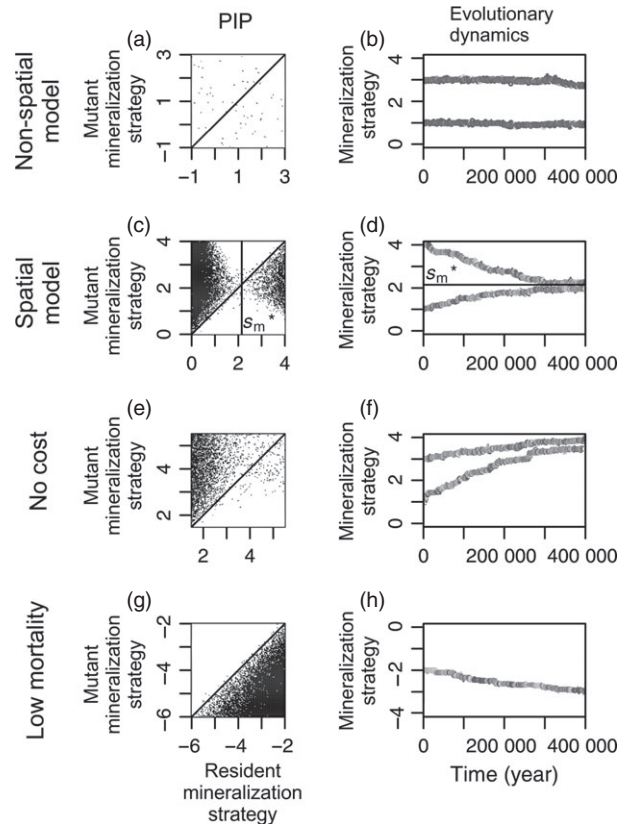 PIP
Evolutionary
dynamics
Non-spatial
model
(a)
Mutant
mineralization
strategy
3
1
-1
-1 1 3
(b)
Mineralization
strategy
4
2
0
0 200 000 400 000
Spatial
model
(c)
Mutant
mineralization
strategy
4
2
0
sm*
0 2 4
(d)
Mineralization
strategy
4
2
0
sm*
0 200 000 400 000
No cost
(e)
Mutant
mineralization
strategy
4
2
2 4
(f)
Mineralization
strategy
4
2
0
0 200 000 400 000
Low mortality
(g)
Mutant
mineralization
strategy
-2
-4
-6
-6 -4 -2
Resident
mineralization
strategy
(h)
Mineralization
strategy
0
-2
-4
0 200 000 400 000
Time (year)